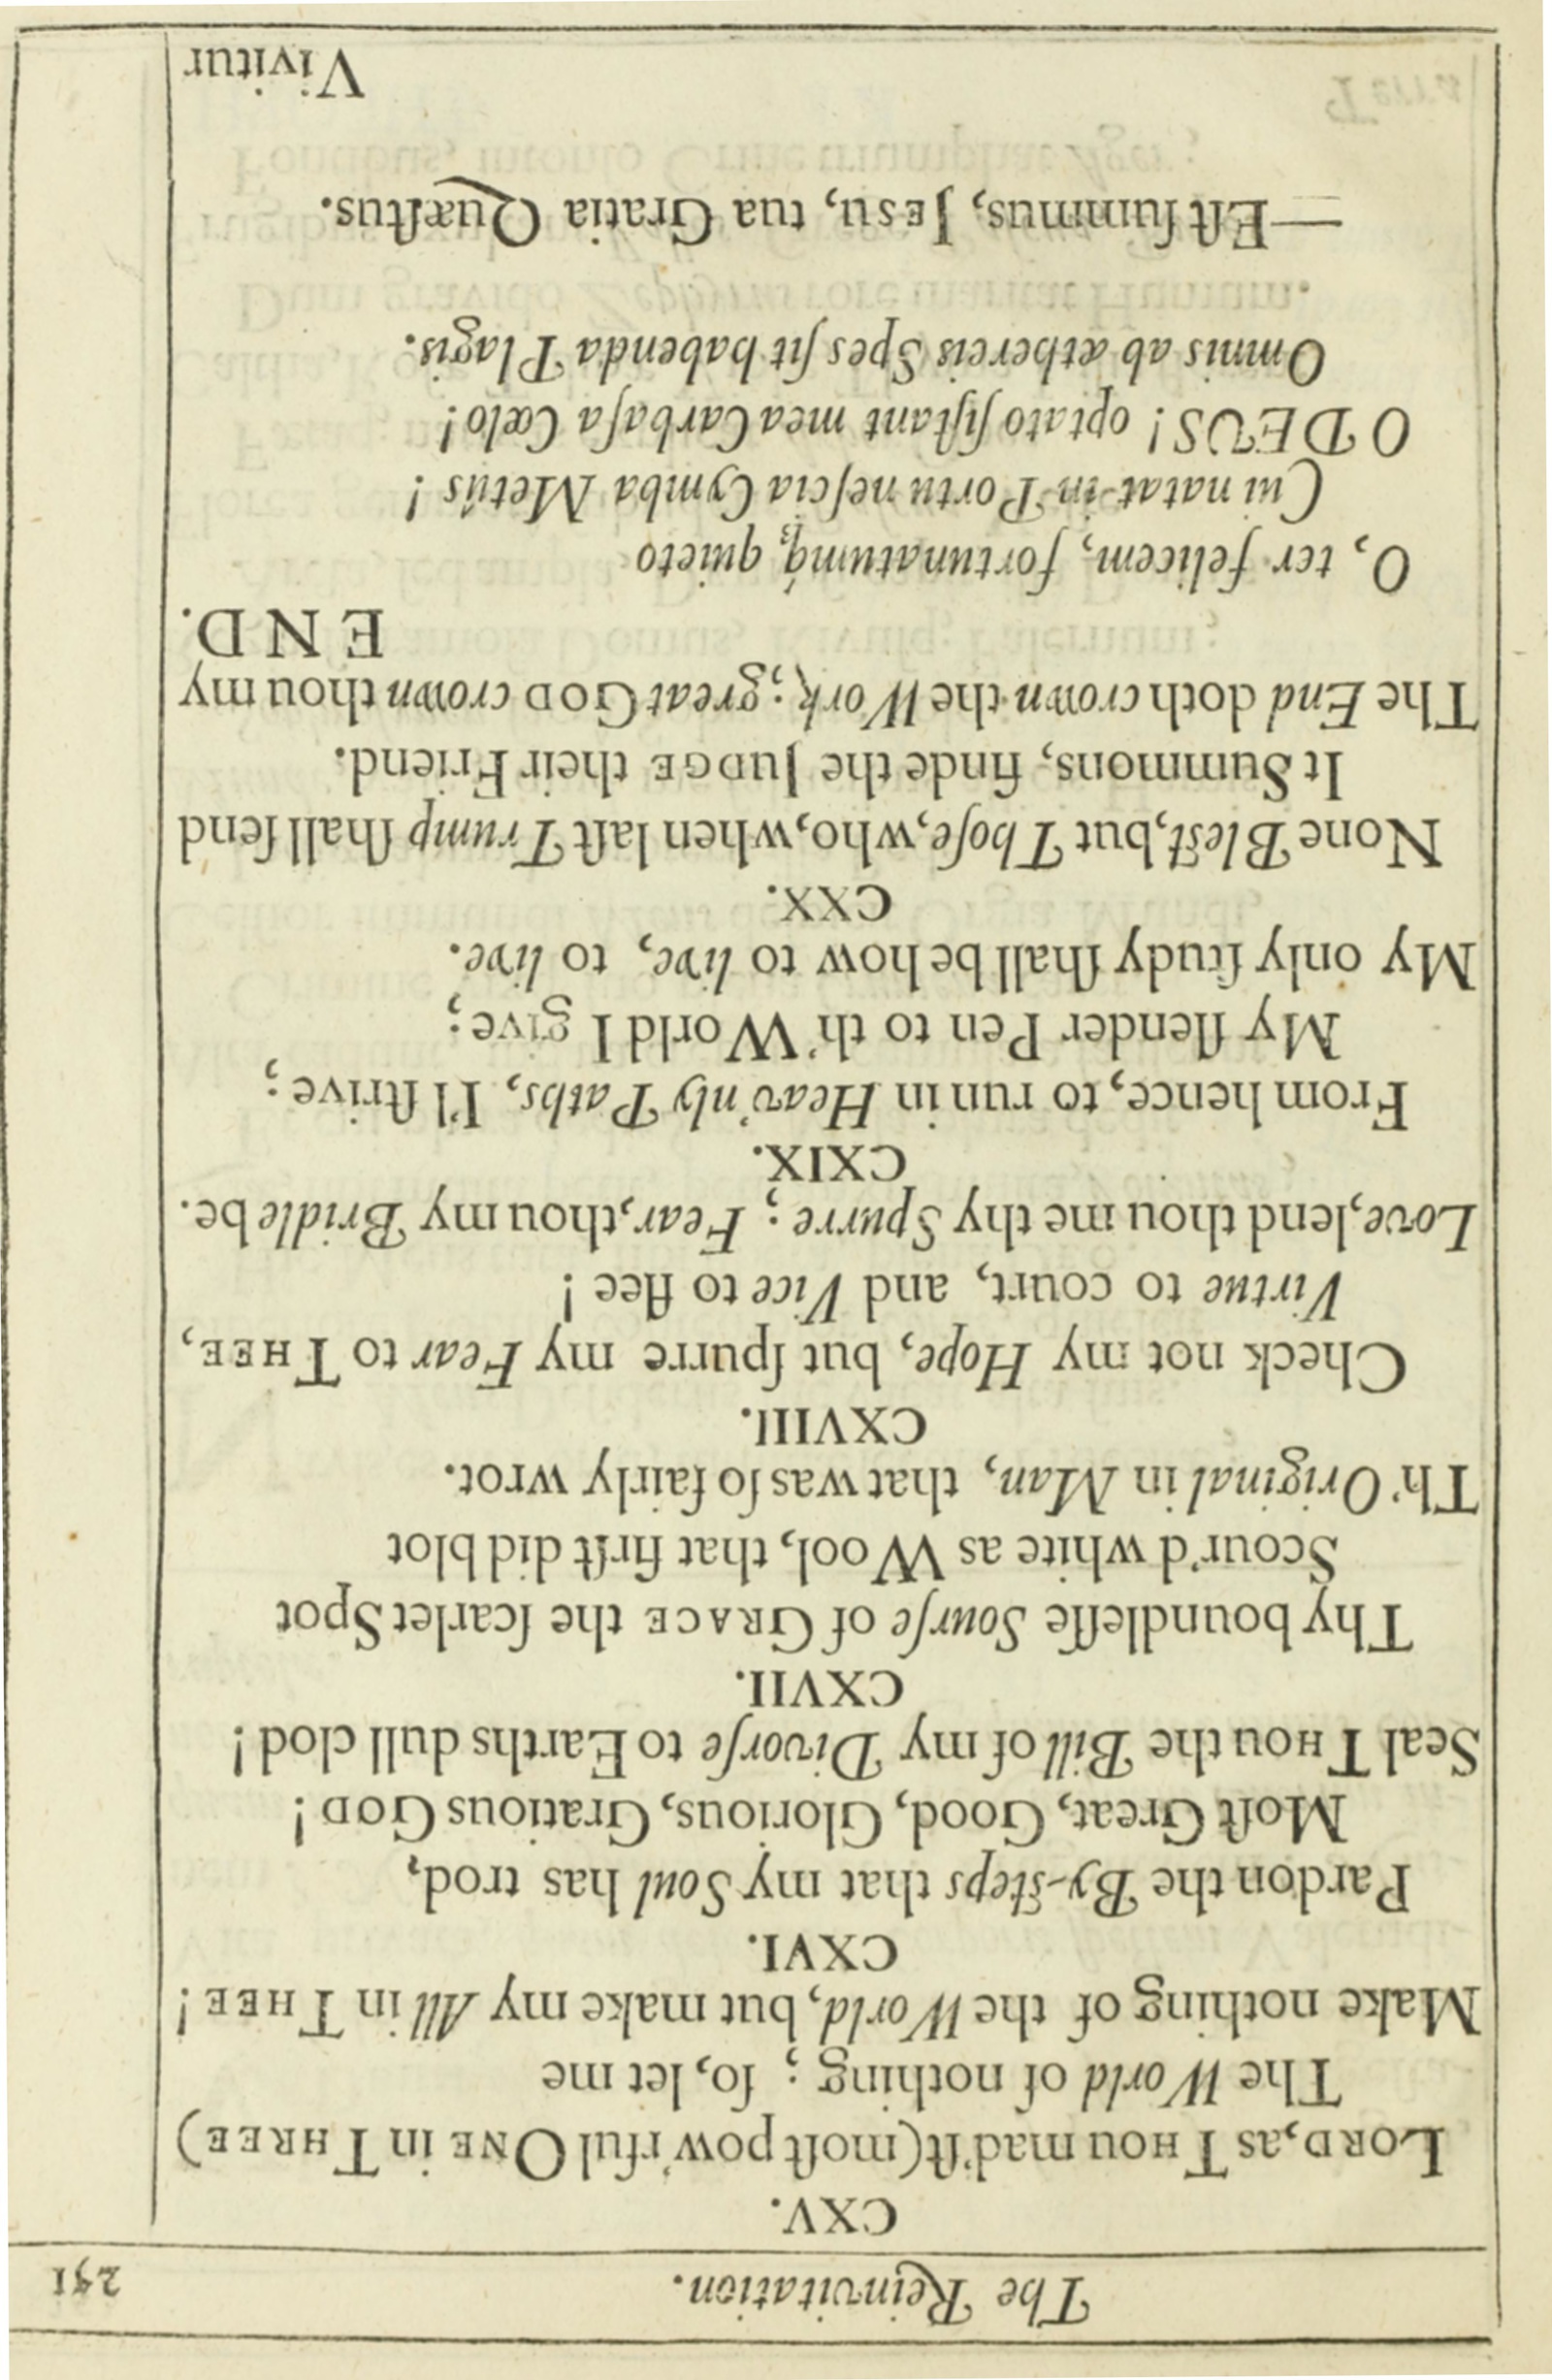 The Reinvitation. 251
CXV.
LORD, as THOU mad'ſt (moſt pow'rful ONE in THREE)
The World of nothing; ſo, let me
Make nothing of the World, but make my All in THEE!
CXVI.
Pardon the By-ſteps that my Soul has trod,
Moſt Great, Good, Glorious, Gratious GOD!
Seal THOU the Bill of my Divorſe to Earths dull clod!
CXVII.
Thy boundleſſe Sourſe of GRACE the ſcarlet Spot
Scour'd white as Wool, that firſt did blot
Th' Original in Man, that was ſo fairly wrot.
CXVIII.
Check not my Hope, but ſpurre my Fear to THEE,
Virtue to court, and Vice to flee!
Love, lend thou me thy Spurre; Fear, thou my Bridle be.
CXIX.
From hence, to run in Heav'nly Paths, I'l ſtrive;
My ſlender Pen to th' World I give;
My only ſtudy ſhall be how to live, to live.
CXX.
None Bleſt, but Thoſe, who, when laſt Trump ſhall ſend
It Summons, finde the JUDGE their Friend.
The End doth crown the Work; great GOD crown thou my
END.
O, ter felicem, fortunatumq́ꝫ quieto
Cui natat in Portu neſcia Cymba Metûs!
O DEUS! optato ſiſtant mea Carbaſa Cœlo!
Omnis ab æthereis Spes ſit habenda Plagis.
—Eſt ſummus, JESU, tua Gratia Quæſtus.
Vivitur